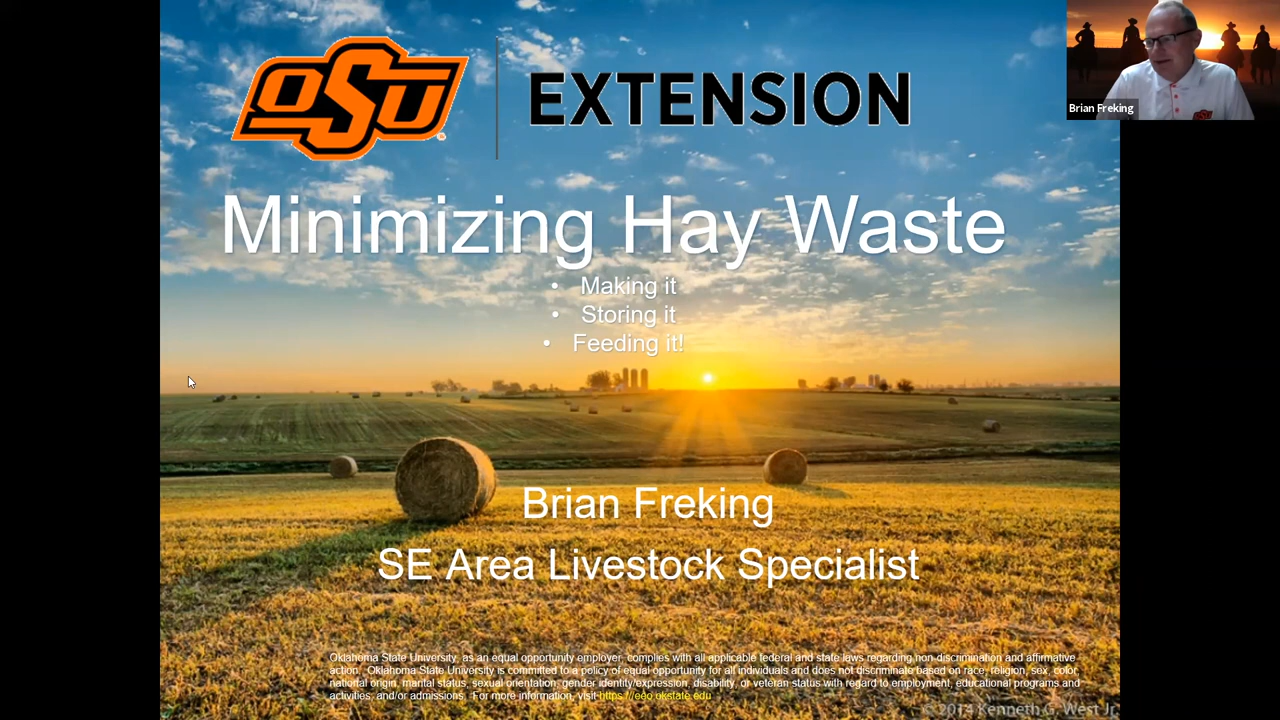 OSU EXTENSION
Brian Freking
Minimizing Hay Waste
• Making it
• Storing it
• Feeding it!
Brian Freking
SE Area Livestock Specialist
Oklahoma State University, as an equal opportunity employer, complies with all applicable federal and state laws regarding non-discrimination and affirmative
action. Oklahoma State University is committed to a policy of equal opportunity for all individuals and does not discriminate based on race, religion, sex, color,
national origin, marital status, sexual orientation, gender identity/expression, disability, or veteran status with regard to employment, educational programs and
activities, and/or admissions. For more information, visit https://eeo.okstate.edu
© 2014 Kenneth G. West Jr.